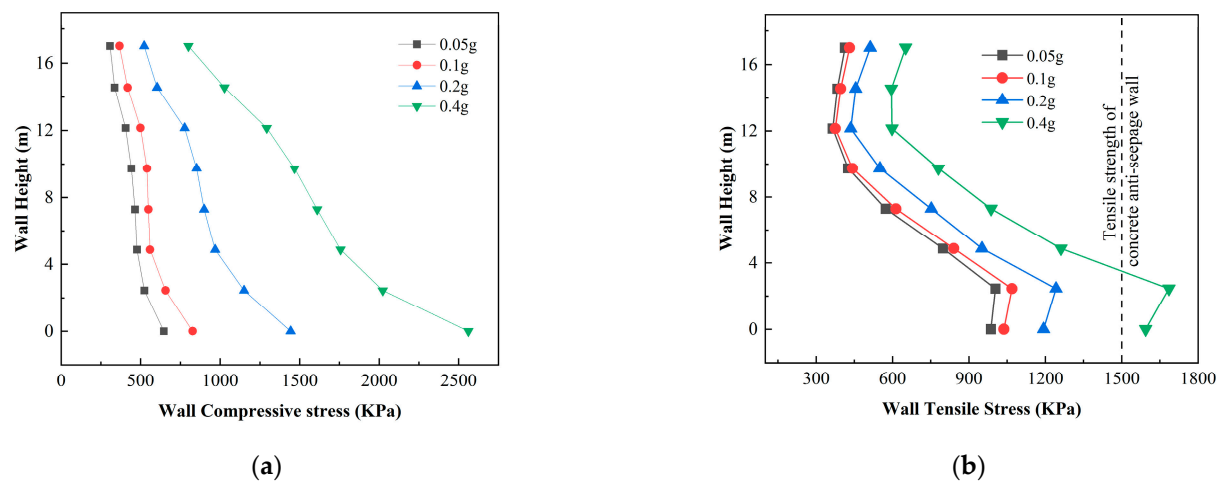 16
12
8
4
0
Wall Height (m)
0.05g
0.1g
0.2g
0.4g
0 500 1000 1500 2000 2500
Wall Compressive stress (KPa)
(a)
16
12
8
4
0
Wall Height (m)
0.05g
0.1g
0.2g
0.4g
Tensile strength of
concrete anti-seepage wall
300 600 900 1200 1500 1800
Wall Tensile Stress (KPa)
(b)